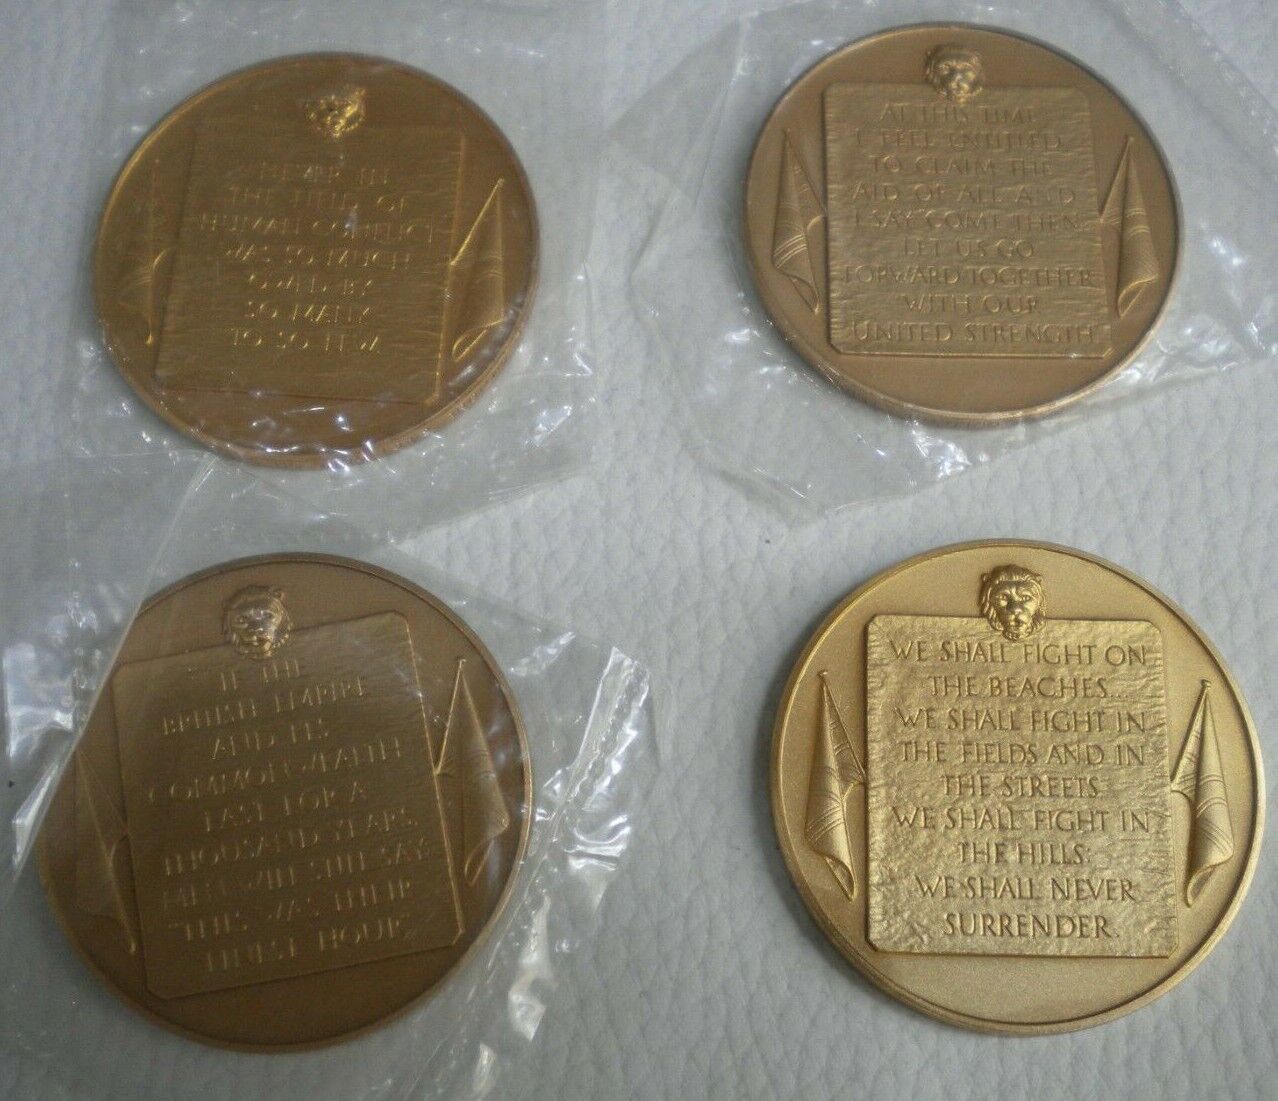 NEVER IN
THE FIELD OF
HUMAN CONFLICT
WAS SO MUCH
OWED BY
SO MANY
TO SO FEW
AT THIS TIME
I FEEL ENTITLED
TO CLAIM THE
AID OF ALL AND
I SAY "COME THEN
LET US GO
FORWARD TOGETHER
WITH OUR
UNITED STRENGTH
IF THE
BRITISH EMPIRE
AND ITS
COMMONWEALTH
LAST FOR A
THOUSAND YEARS,
MEN WILL STILL SAY:
"THIS WAS THEIR
FINEST HOUR"
WE SHALL FIGHT ON
THE BEACHES...
WE SHALL FIGHT IN
THE FIELDS AND IN
THE STREETS
WE SHALL FIGHT IN
THE HILLS:
WE SHALL NEVER
SURRENDER.